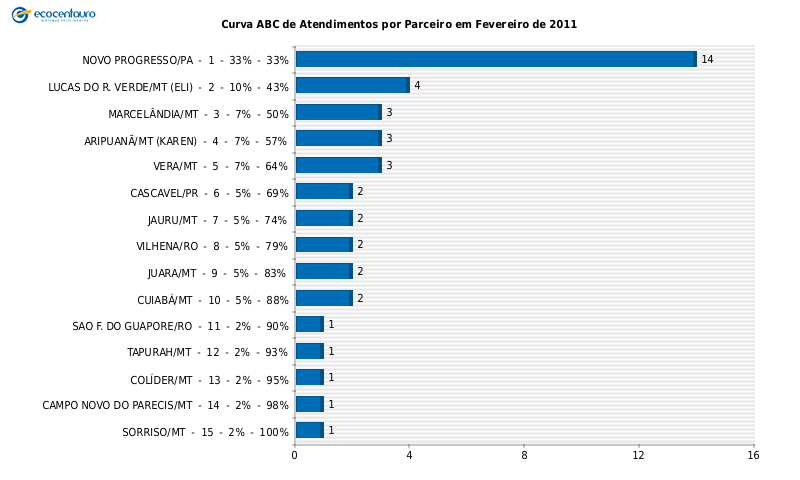 ecocentauro
Curva ABC de Atendimentos por Parceiro em Fevereiro de 2011
NOVO PROGRESSO/PA - 1 - 33% - 33% 14
LUCAS DO R. VERDE/MT (ELI) - 2 - 10% - 43% 4
MARCELÂNDIA/MT - 3 - 7% - 50% 3
ARIPUANÃ/MT (KAREN) - 4 - 7% - 57% 3
VERA/MT - 5 - 7% - 64% 3
CASCAVEL/PR - 6 - 5% - 69% 2
JAURU/MT - 7 - 5% - 74% 2
VILHENA/RO - 8 - 5% - 79% 2
JUARA/MT - 9 - 5% - 83% 2
CUIABÁ/MT - 10 - 5% - 88% 2
SAO F. DO GUAPORE/RO - 11 - 2% - 90% 1
TAPURAH/MT - 12 - 2% - 93% 1
COLÍDER/MT - 13 - 2% - 95% 1
CAMPO NOVO DO PARECIS/MT - 14 - 2% - 98% 1
SORRISO/MT - 15 - 2% - 100% 1
0 4 8 12 16